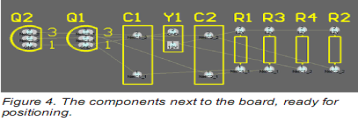 Q2 Q1 C1 Y1 C2 R1 R3 R4 R2
3 3
1 1
Figure 4. The components next to the board, ready for
positioning.